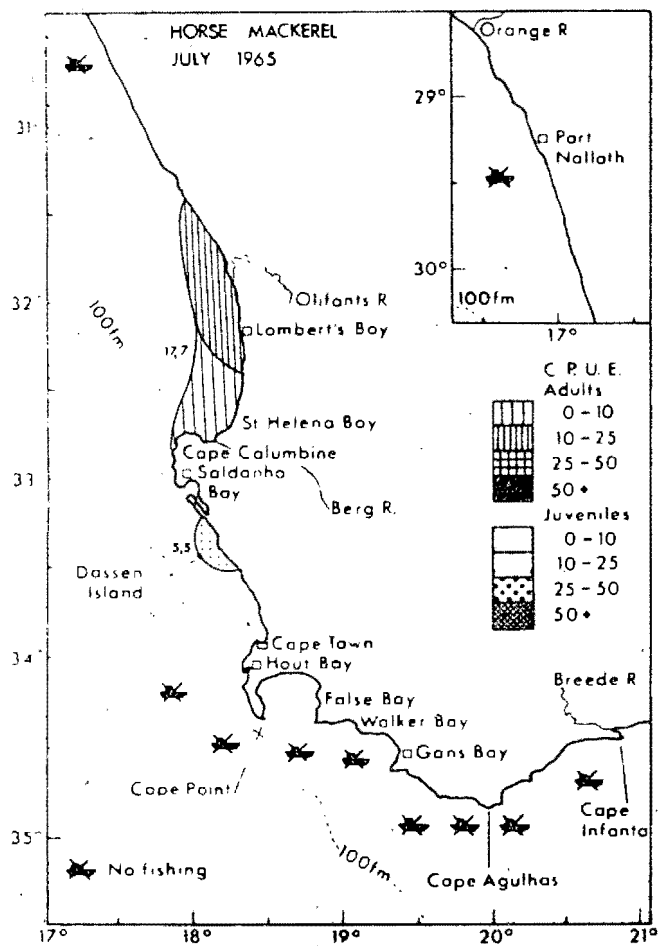 HORSE MACKEREL
JULY 1965
Orange R
29°
Port
Nolloth
30°
100fm
17°
31°
32°
100fm
Olifants R
Lambert's Bay
17,7
C P. U. E.
Adults
0 - 10
10 - 25
25 - 50
50 +
Juveniles
0 - 10
10 - 25
25 - 50
50 +
St Helena Bay
Cape Columbine
33
Saldanha
Bay
Berg R.
5,5
Dassen
Island
Cape Town
34°
Hout Bay
Breede R
False Bay
Walker Bay
Gans Bay
Cape Point
Cape
Infanta
35°
100fm
No fishing
Cape Agulhas
17°
18°
19°
20°
21°